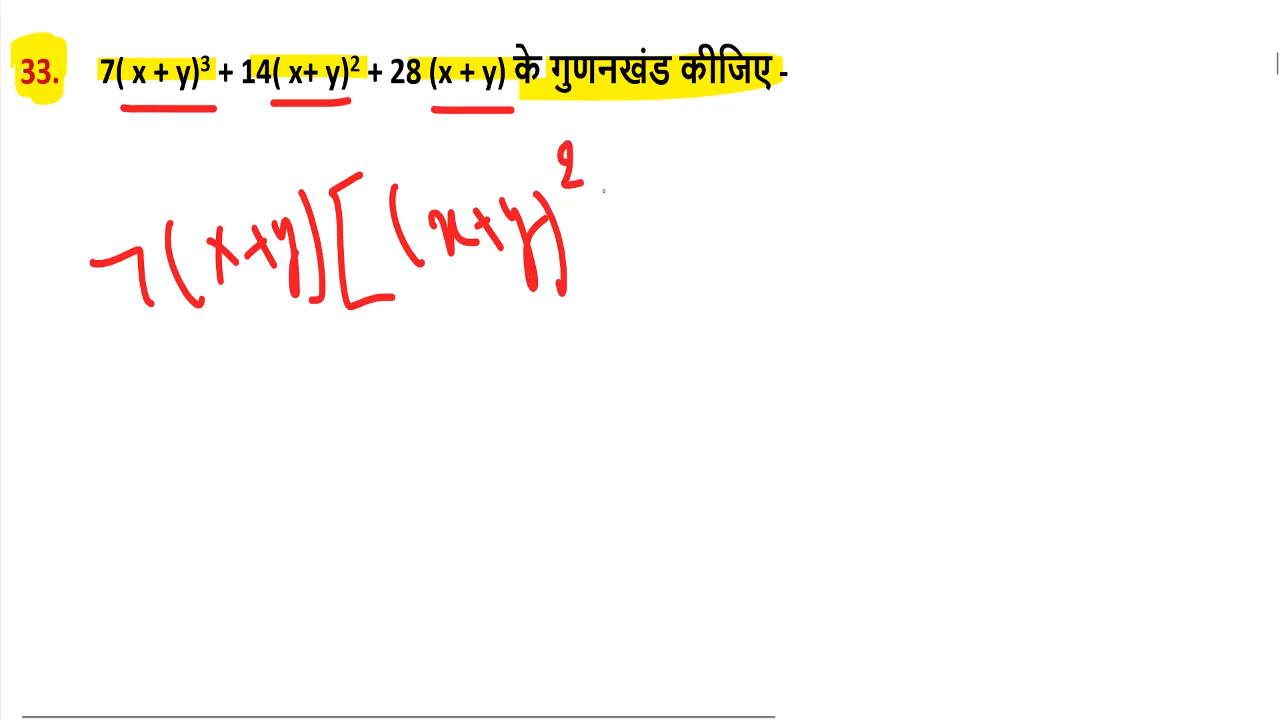 33. 7( x + y)³ + 14( x+ y)² + 28 (x + y) के गुणनखंड कीजिए -
7(x+y)[(x+y)²